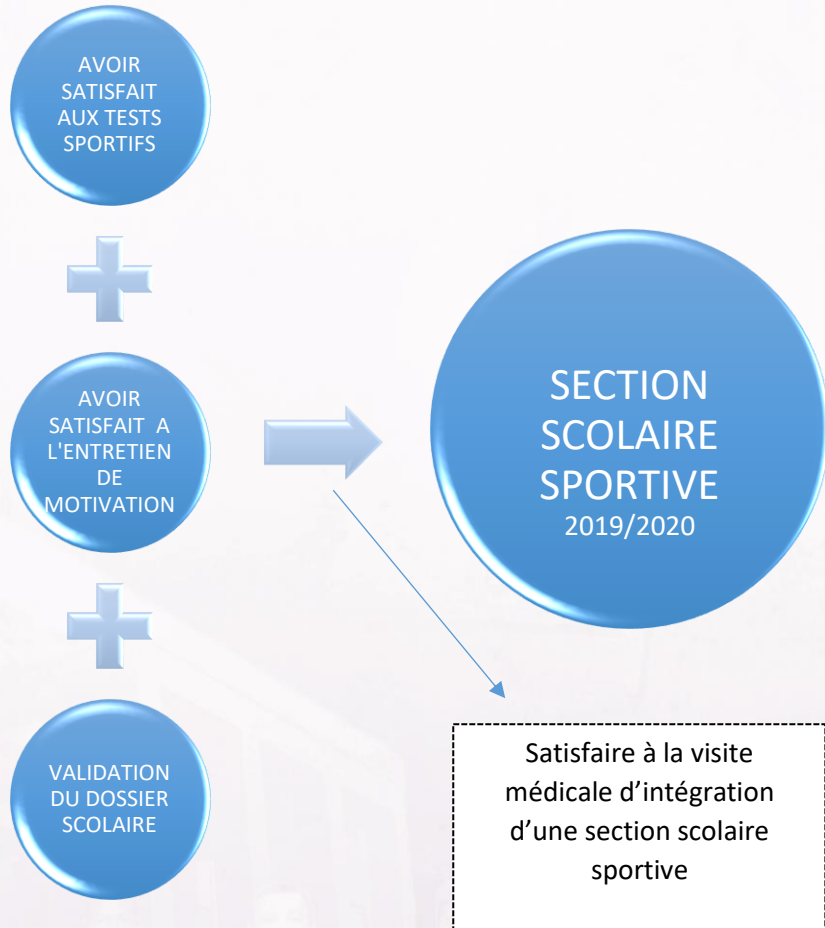 AVOIR
SATISFAIT
AUX TESTS
SPORTIFS
AVOIR
SATISFAIT A
L'ENTRETIEN
DE
MOTIVATION
VALIDATION
DU DOSSIER
SCOLAIRE
SECTION
SCOLAIRE
SPORTIVE
2019/2020
Satisfaire à la visite
médicale d’intégration
d’une section scolaire
sportive